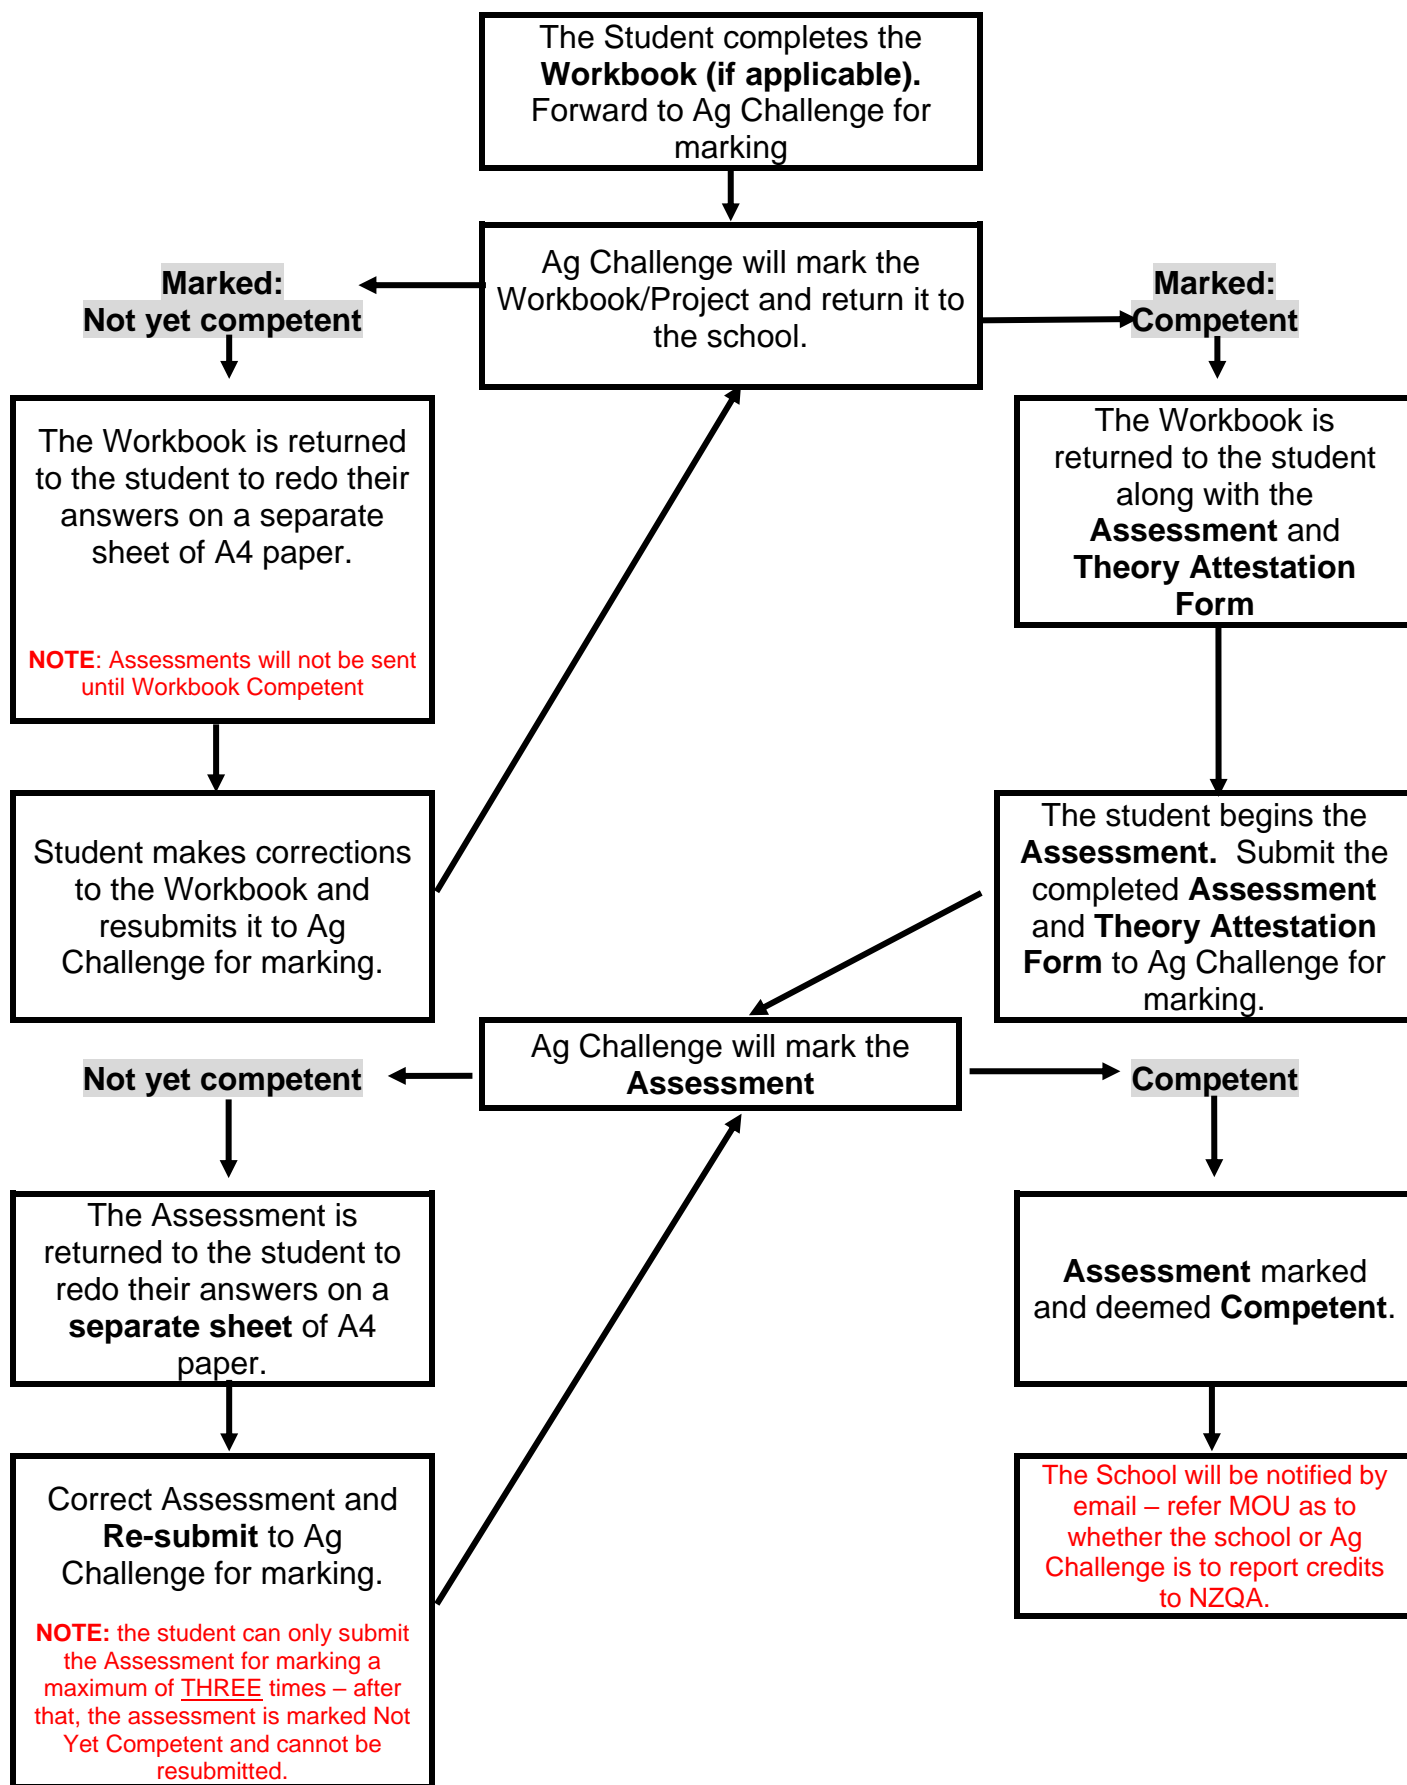 The Student completes the
Workbook (if applicable).
Forward to Ag Challenge for
marking
Ag Challenge will mark the
Workbook/Project and return it to
the school.
Marked:
Not yet competent
Marked:
Competent
The Workbook is returned
to the student to redo their
answers on a separate
sheet of A4 paper.
NOTE: Assessments will not be sent
until Workbook Competent
The Workbook is
returned to the student
along with the
Assessment and
Theory Attestation
Form
Student makes corrections
to the Workbook and
resubmits it to Ag
Challenge for marking.
The student begins the
Assessment.  Submit the
completed Assessment
and Theory Attestation
Form to Ag Challenge for
marking.
Ag Challenge will mark the
Assessment
Not yet competent
Competent
The Assessment is
returned to the student to
redo their answers on a
separate sheet of A4
paper.
Assessment marked
and deemed Competent.
Correct Assessment and
Re-submit to Ag
Challenge for marking.
NOTE: the student can only submit
the Assessment for marking a
maximum of THREE times – after
that, the assessment is marked Not
Yet Competent and cannot be
resubmitted.
The School will be notified by
email – refer MOU as to
whether the school or Ag
Challenge is to report credits
to NZQA.